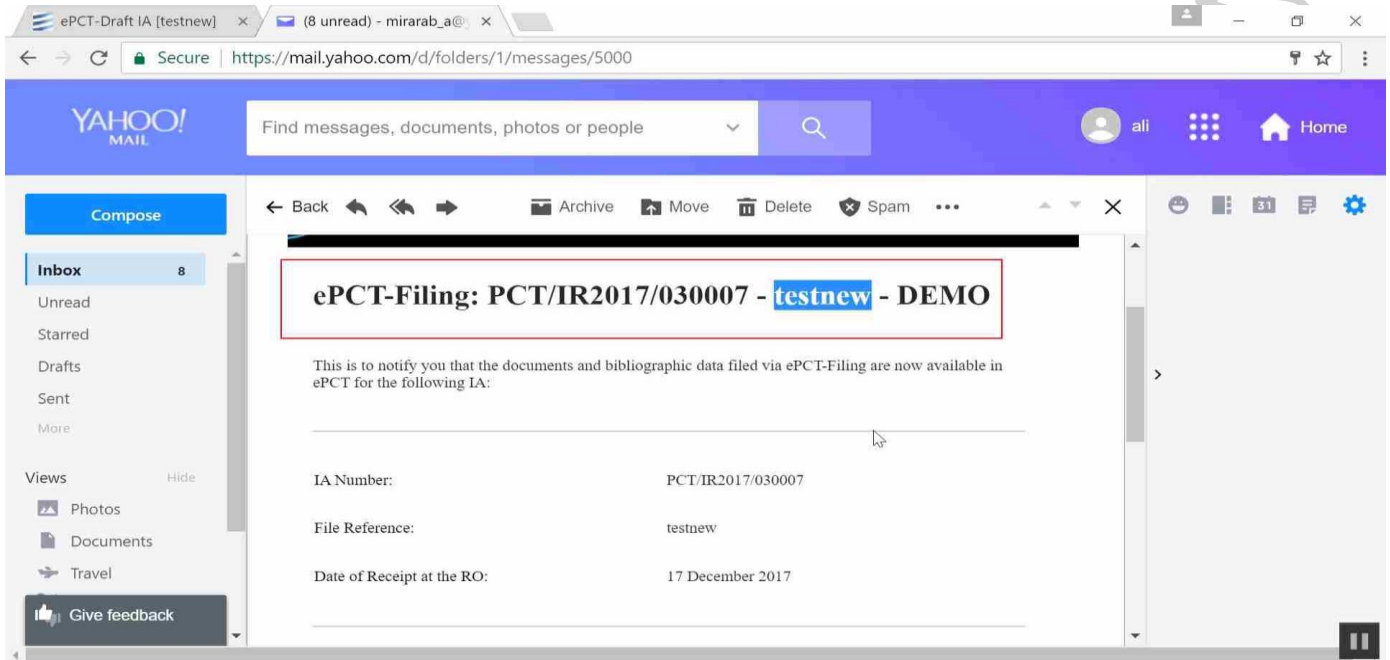 ePCT-Draft IA [testnew]
(8 unread) - mirarab_a@
Secure https://mail.yahoo.com/d/folders/1/messages/5000
YAHOO!
MAIL
Find messages, documents, photos or people
ali
Home
Compose
Back
Archive
Move
Delete
Spam
31
Inbox 8
Unread
Starred
Drafts
Sent
More
Views Hide
Photos
Documents
Travel
Give feedback
ePCT-Filing: PCT/IR2017/030007 - testnew - DEMO
This is to notify you that the documents and bibliographic data filed via ePCT-Filing are now available in
ePCT for the following IA:
IA Number: PCT/IR2017/030007
File Reference: testnew
Date of Receipt at the RO: 17 December 2017